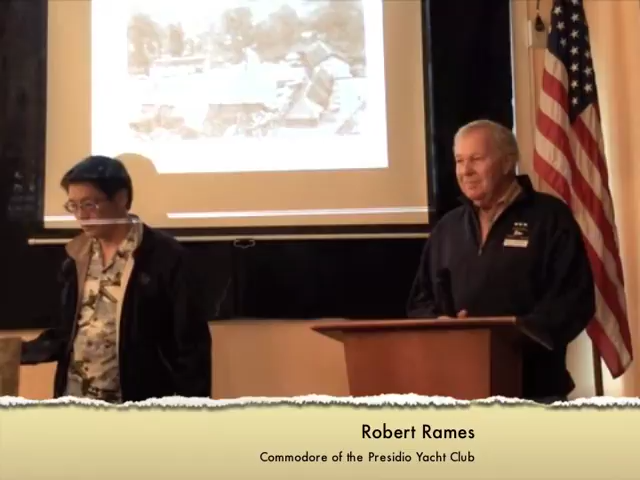 Robert Rames
Commodore of the Presidio Yacht Club